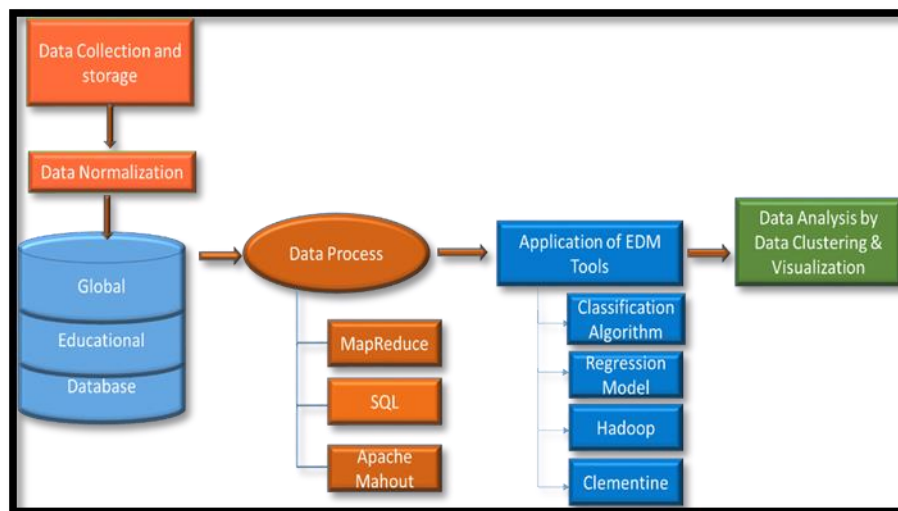 Data Collection and
storage
Data Normalization
Global
Educational
Database
Data Process
MapReduce
SQL
Apache
Mahout
Application of EDM
Tools
Classification
Algorithm
Regression
Model
Hadoop
Clementine
Data Analysis by
Data Clustering &
Visualization